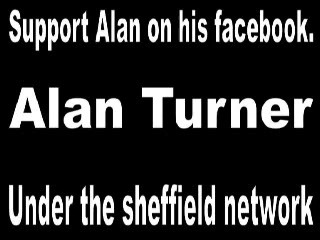 Support Alan on his facebook.
Alan Turner
Under the sheffield network